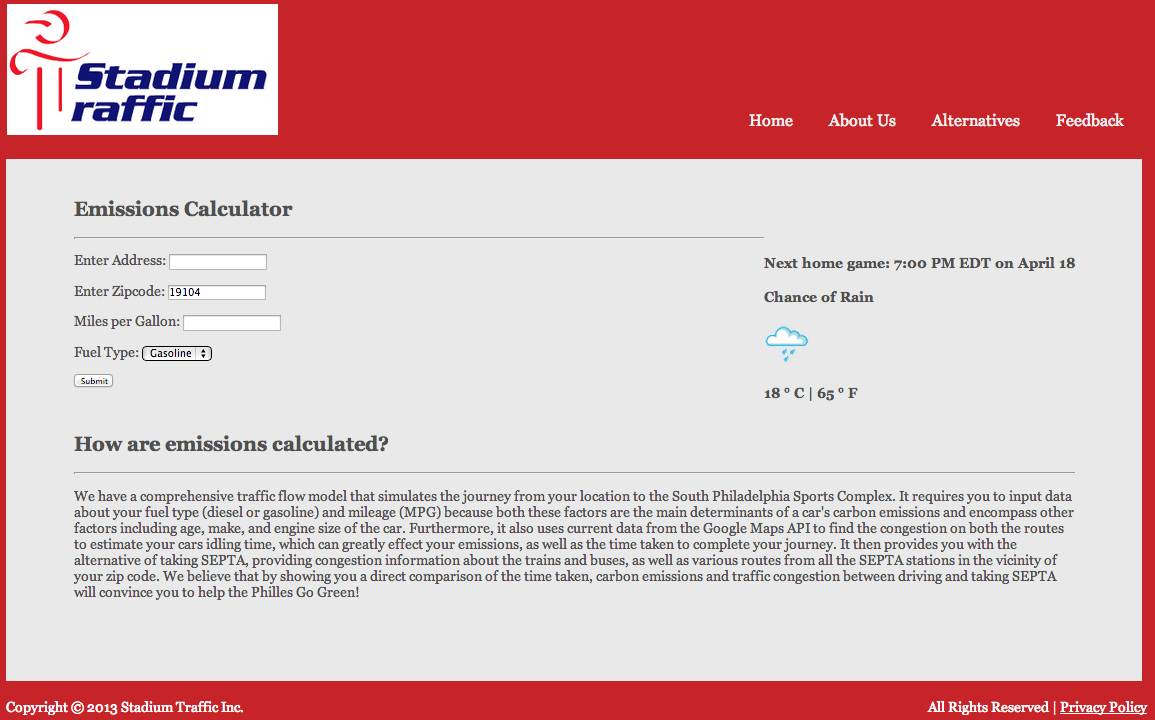 Stadium
raffic
Home About Us Alternatives Feedback
Emissions Calculator
Enter Address:
Enter Zipcode: 19104
Miles per Gallon:
Fuel Type: Gasoline
Submit
Next home game: 7:00 PM EDT on April 18
Chance of Rain
18 ° C | 65 ° F
How are emissions calculated?
We have a comprehensive traffic flow model that simulates the journey from your location to the South Philadelphia Sports Complex. It requires you to input data
about your fuel type (diesel or gasoline) and mileage (MPG) because both these factors are the main determinants of a car's carbon emissions and encompass other
factors including age, make, and engine size of the car. Furthermore, it also uses current data from the Google Maps API to find the congestion on both the routes
to estimate your cars idling time, which can greatly effect your emissions, as well as the time taken to complete your journey. It then provides you with the
alternative of taking SEPTA, providing congestion information about the trains and buses, as well as various routes from all the SEPTA stations in the vicinity of
your zip code. We believe that by showing you a direct comparison of the time taken, carbon emissions and traffic congestion between driving and taking SEPTA
will convince you to help the Philles Go Green!
Copyright © 2013 Stadium Traffic Inc.
All Rights Reserved | Privacy Policy